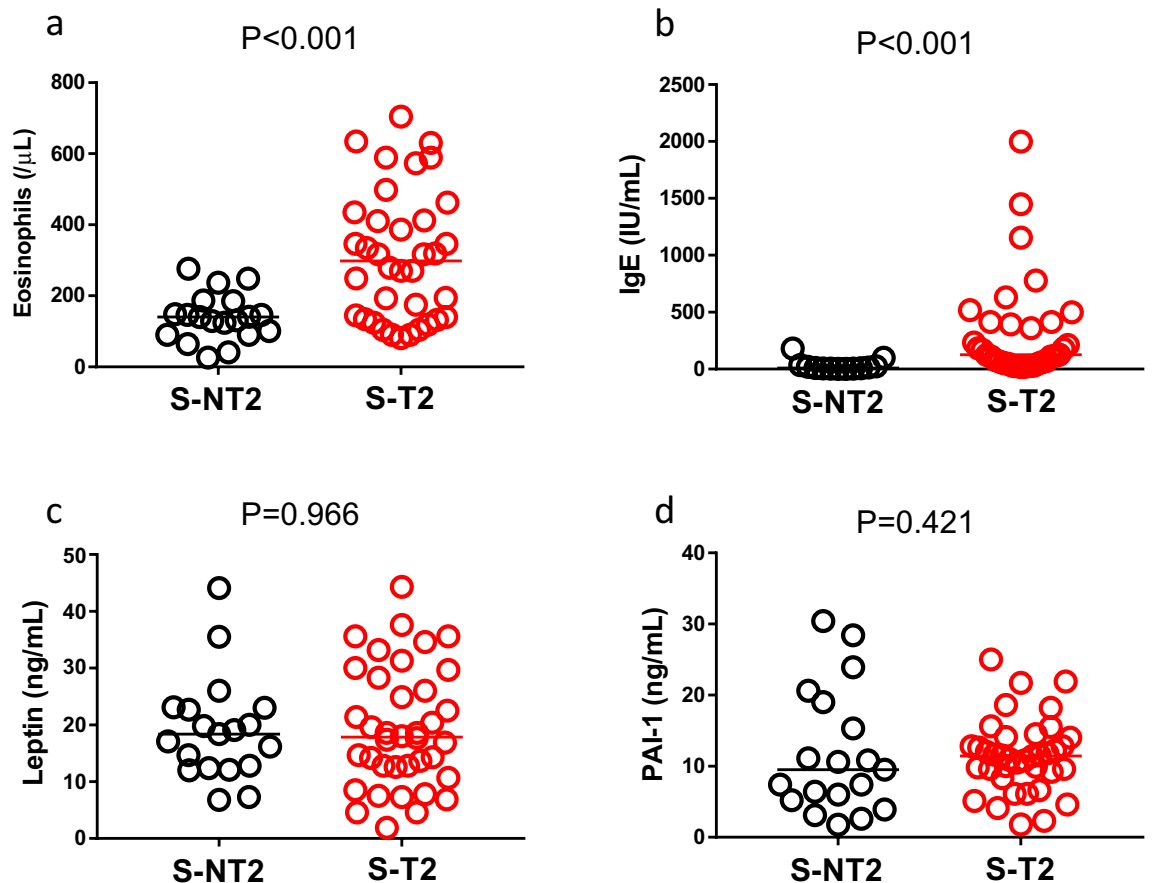 a
P<0.001
Eosinophils (/μL)
800
600
400
200
0
S-NT2
S-T2
b
P<0.001
IgE (IU/mL)
2500
2000
1500
1000
500
0
S-NT2
S-T2
c
P=0.966
Leptin (ng/mL)
50
40
30
20
10
0
S-NT2
S-T2
d
P=0.421
PAI-1 (ng/mL)
40
30
20
10
0
S-NT2
S-T2